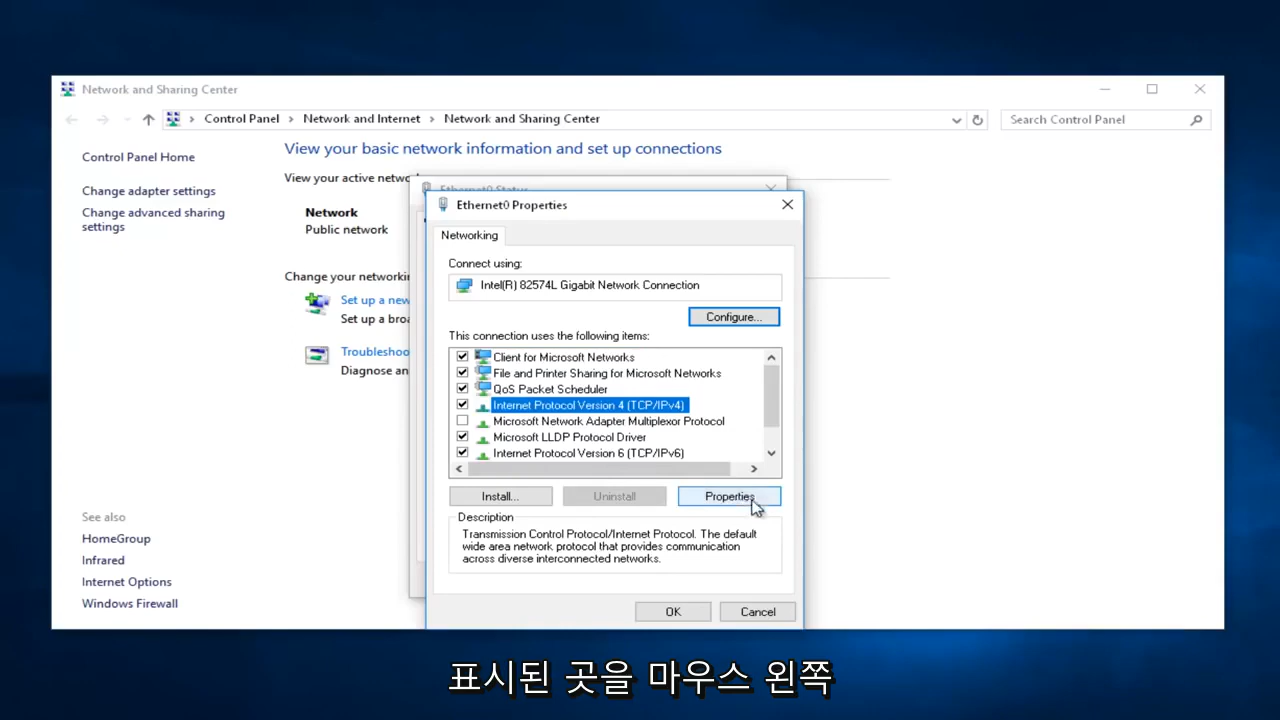 Network and Sharing Center
Control Panel > Network and Internet > Network and Sharing Center
Search Control Panel
Control Panel Home
Change adapter settings
Change advanced sharing
settings
See also
HomeGroup
Infrared
Internet Options
Windows Firewall
View your basic network information and set up connections
View your active netwo
Network
Public network
Change your networkin
Set up a new
Set up a broa
Troubleshoo
Diagnose an
Ethernet0 Status
Ethernet0 Properties
Networking
Connect using:
Intel(R) 82574L Gigabit Network Connection
Configure...
This connection uses the following items:
Client for Microsoft Networks
File and Printer Sharing for Microsoft Networks
QoS Packet Scheduler
Internet Protocol Version 4 (TCP/IPv4)
Microsoft Network Adapter Multiplexor Protocol
Microsoft LLDP Protocol Driver
Internet Protocol Version 6 (TCP/IPv6)
Install...
Uninstall
Properties
Description
Transmission Control Protocol/Internet Protocol. The default
wide area network protocol that provides communication
across diverse interconnected networks.
OK
Cancel
표시된 곳을 마우스 왼쪽